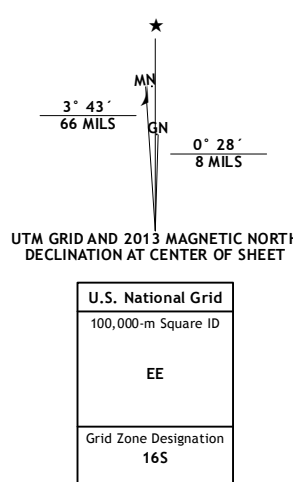 MN
3° 43´
66 MILS
GN
0° 28´
8 MILS
UTM GRID AND 2013 MAGNETIC NORTH
DECLINATION AT CENTER OF SHEET
U.S. National Grid
100,000-m Square ID
EE
Grid Zone Designation
16S